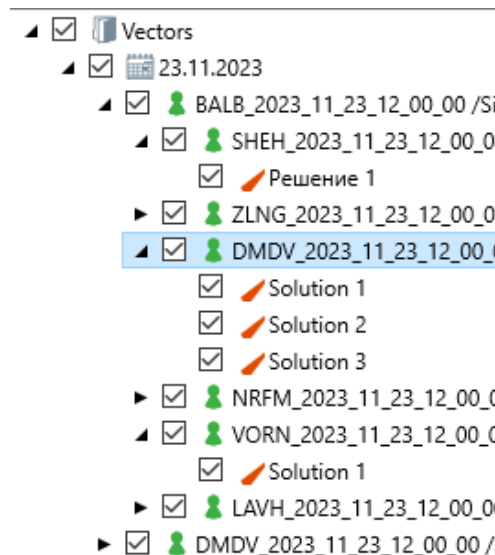 Vectors
23.11.2023
BALB_2023_11_23_12_00_00 /Si
SHEH_2023_11_23_12_00_0
Решение 1
ZLNG_2023_11_23_12_00_0
DMDV_2023_11_23_12_00_0
Solution 1
Solution 2
Solution 3
NRFM_2023_11_23_12_00_0
VORN_2023_11_23_12_00_0
Solution 1
LAVH_2023_11_23_12_00_00
DMDV_2023_11_23_12_00_00 /